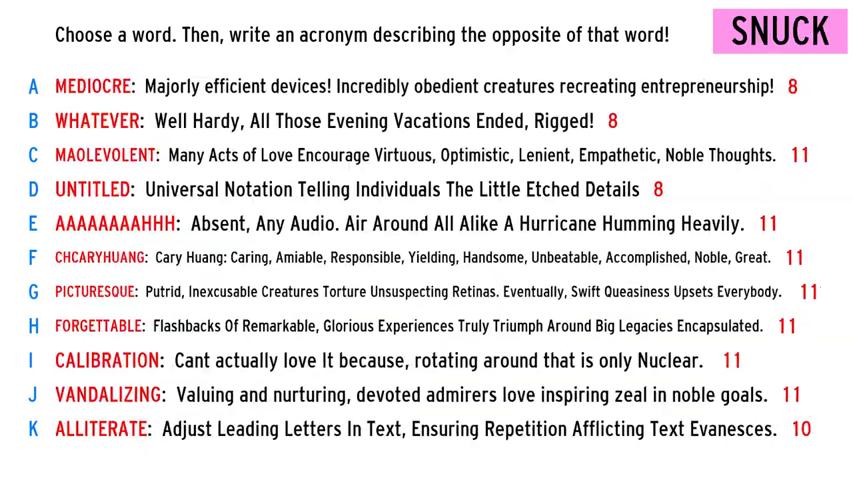 Choose a word. Then, write an acronym describing the opposite of that word!
SNUCK
A MEDIOCRE: Majorly efficient devices! Incredibly obedient creatures recreating entrepreneurship! 8
B WHATEVER: Well Hardy, All Those Evening Vacations Ended, Rigged! 8
C MAOLEVOLENT: Many Acts of Love Encourage Virtuous, Optimistic, Lenient, Empathetic, Noble Thoughts. 11
D UNTITLED: Universal Notation Telling Individuals The Little Etched Details 8
E AAAAAAAAHHH: Absent, Any Audio. Air Around All Alike A Hurricane Humming Heavily. 11
F CHCARYHUANG: Cary Huang: Caring, Amiable, Responsible, Yielding, Handsome, Unbeatable, Accomplished, Noble, Great. 11
G PICTURESQUE: Putrid, Inexcusable Creatures Torture Unsuspecting Retinas. Eventually, Swift Queasiness Upsets Everybody. 11
H FORGETTABLE: Flashbacks Of Remarkable, Glorious Experiences Truly Triumph Around Big Legacies Encapsulated. 11
I CALIBRATION: Cant actually love It because, rotating around that is only Nuclear. 11
J VANDALIZING: Valuing and nurturing, devoted admirers love inspiring zeal in noble goals. 11
K ALLITERATE: Adjust Leading Letters In Text, Ensuring Repetition Afflicting Text Evanesces. 10